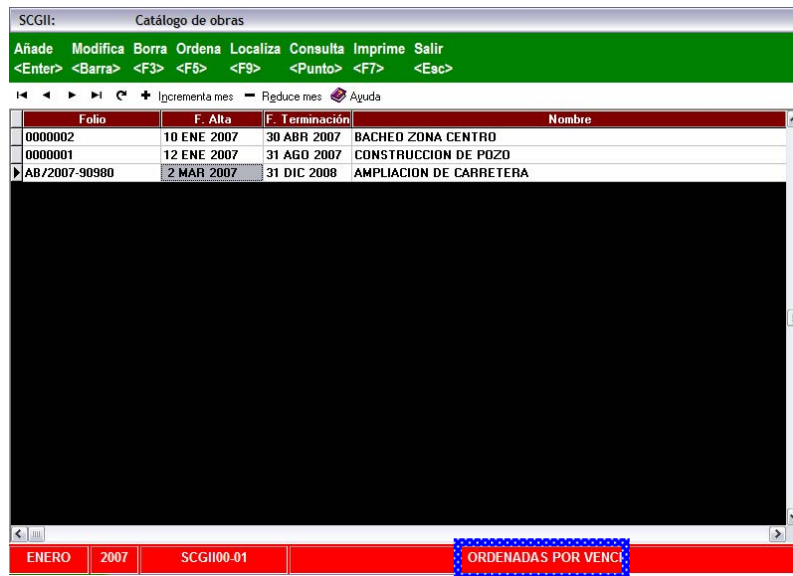 SCGII: Catálogo de obras
Añade Modifica Borra Ordena Localiza Consulta Imprime Salir
<Enter> <Barra> <F3> <F5> <F9> <Punto> <F7> <Esc>
Incrementa mes Reduce mes Ayuda
Folio F. Alta F. Terminación Nombre
0000002 10 ENE 2007 30 ABR 2007 BACHEO ZONA CENTRO
0000001 12 ENE 2007 31 AGO 2007 CONSTRUCCION DE POZO
AB/2007-90980 2 MAR 2007 31 DIC 2008 AMPLIACION DE CARRETERA
ENERO 2007 SCGII00-01 ORDENADAS POR VENCI